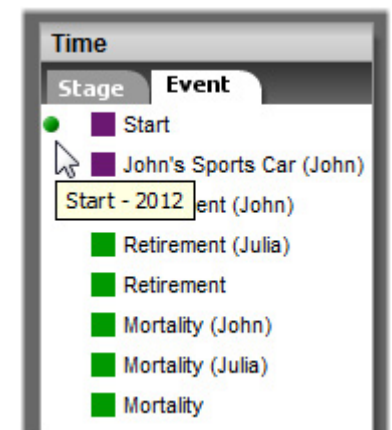 Time
Stage Event
Start
John's Sports Car (John)
Start - 2012 ent (John)
Retirement (Julia)
Retirement
Mortality (John)
Mortality (Julia)
Mortality